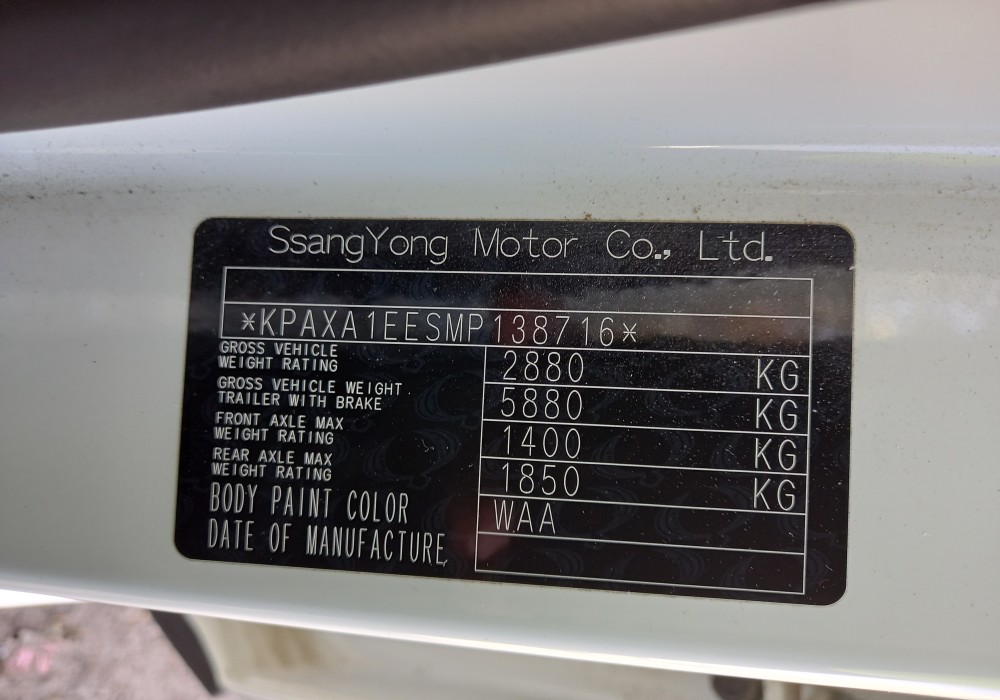 SsangYong Motor Co., Ltd.
*KPAXA1EESMP138716*
GROSS VEHICLE
WEIGHT RATING 2880 KG
GROSS VEHICLE WEIGHT
TRAILER WITH BRAKE 5880 KG
FRONT AXLE MAX
WEIGHT RATING 1400 KG
REAR AXLE MAX
WEIGHT RATING 1850 KG
BODY PAINT COLOR WAA
DATE OF MANUFACTURE